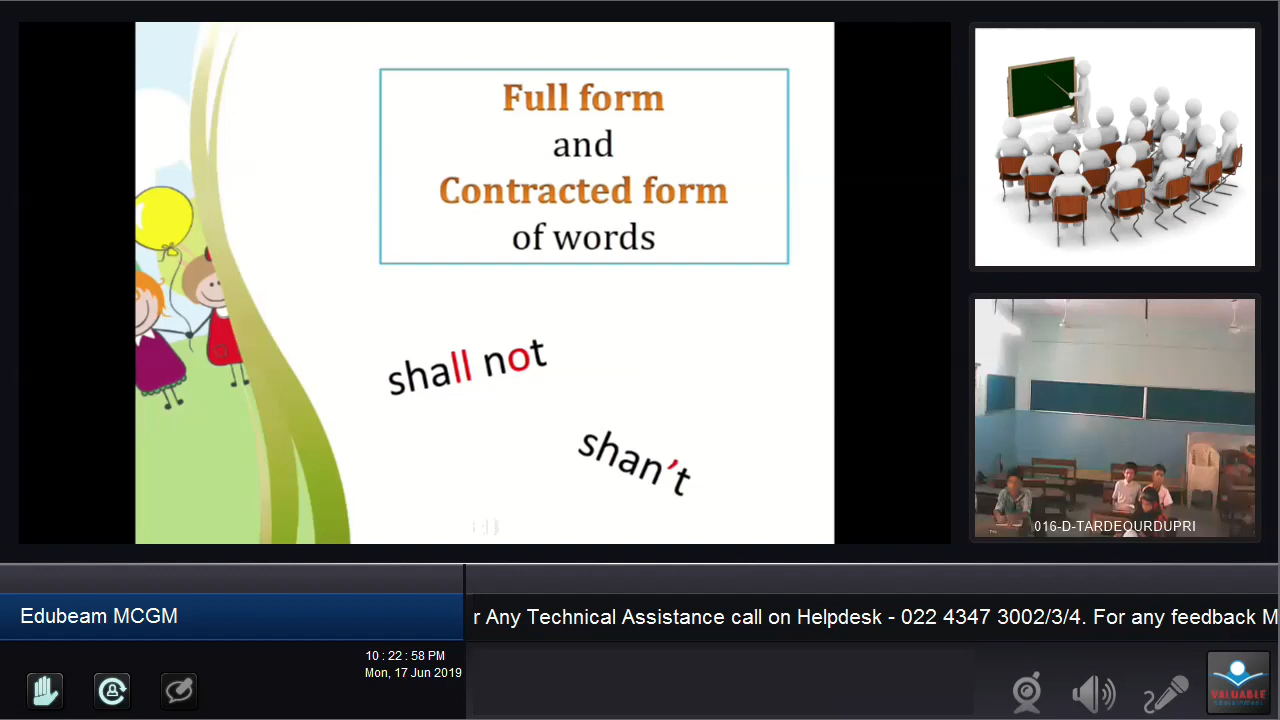 Full form
and
Contracted form
of words
shall not
shan't
016-D-TARDEOURDUPRI
Edubeam MCGM
r Any Technical Assistance call on Helpdesk - 022 4347 3002/3/4. For any feedback M
10 : 22 : 58 PM
Mon, 17 Jun 2019
VALUABLE